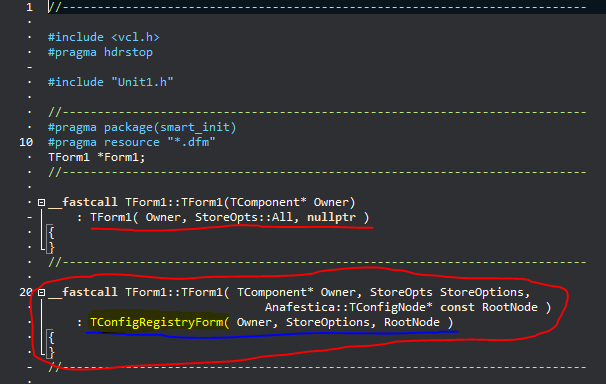 1 //---------------------------------------------------------------------------
#include <vcl.h>
#pragma hdrstop
#include "Unit1.h"
//---------------------------------------------------------------------------
#pragma package(smart_init)
10 #pragma resource "*.dfm"
TForm1 *Form1;
//---------------------------------------------------------------------------
__fastcall TForm1::TForm1(TComponent* Owner)
: TForm1( Owner, StoreOpts::All, nullptr )
{
}
//---------------------------------------------------------------------------
20 __fastcall TForm1::TForm1( TComponent* Owner, StoreOpts StoreOptions,
Anafestica::TConfigNode* const RootNode )
: TConfigRegistryForm( Owner, StoreOptions, RootNode )
{
}
//---------------------------------------------------------------------------